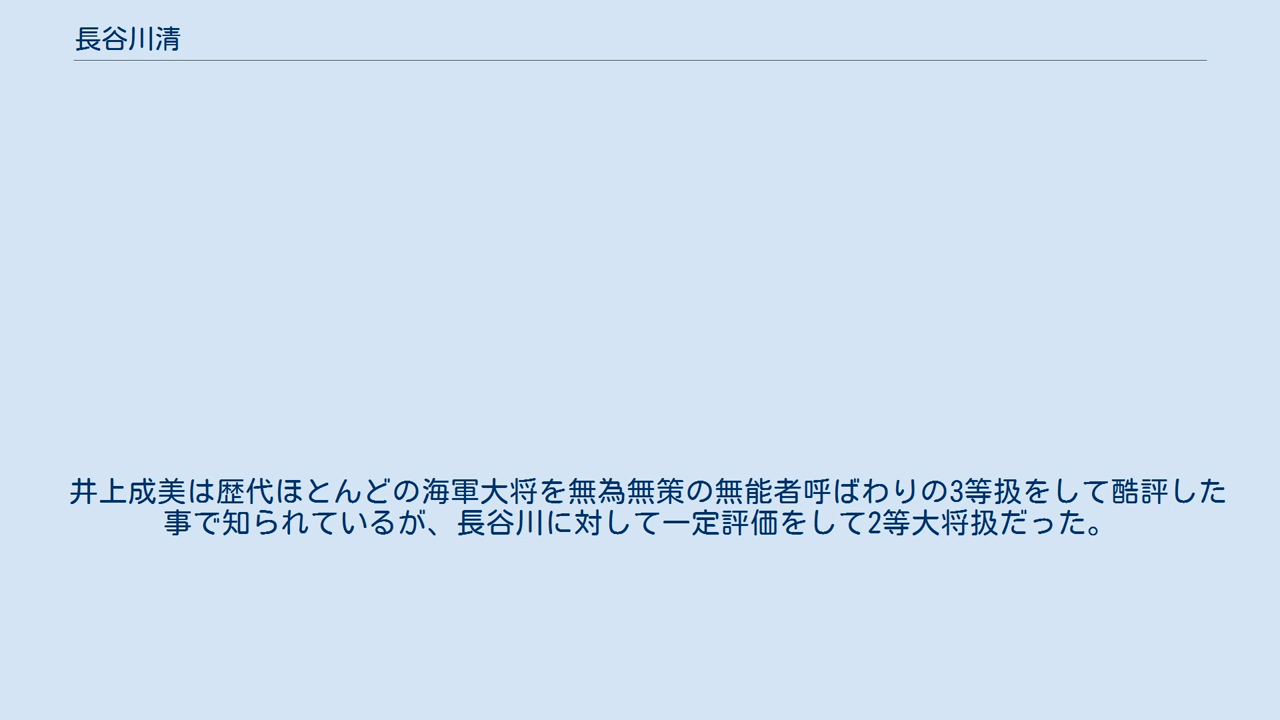 長谷川清
井上成美は歴代ほとんどの海軍大将を無為無策の無能者呼ばわりの3等扱をして酷評した
事で知られているが、長谷川に対して一定評価をして2等大将扱だった。